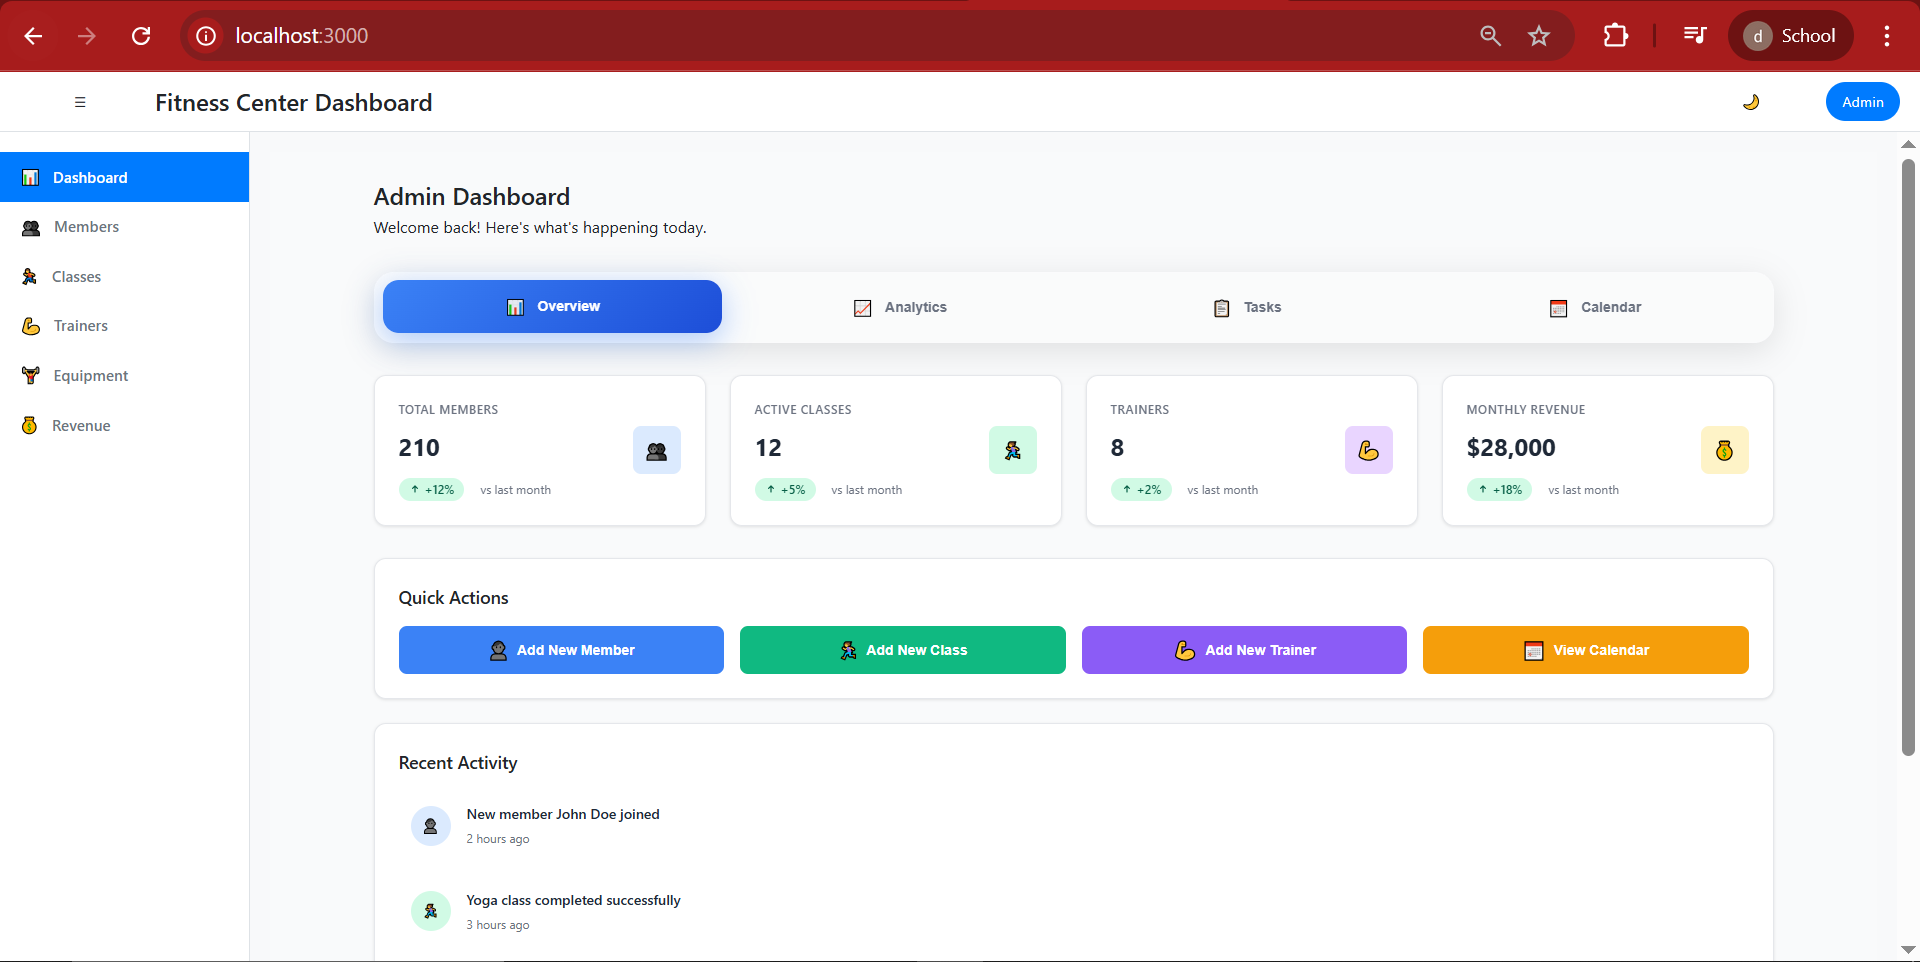 localhost:3000
d School
☰ Fitness Center Dashboard
Admin
Dashboard
Members
Classes
Trainers
Equipment
Revenue
Admin Dashboard
Welcome back! Here's what's happening today.
Overview Analytics Tasks Calendar
TOTAL MEMBERS
210
↑ +12% vs last month
ACTIVE CLASSES
12
↑ +5% vs last month
TRAINERS
8
↑ +2% vs last month
MONTHLY REVENUE
$28,000
↑ +18% vs last month
Quick Actions
Add New Member Add New Class Add New Trainer View Calendar
Recent Activity
New member John Doe joined
2 hours ago
Yoga class completed successfully
3 hours ago